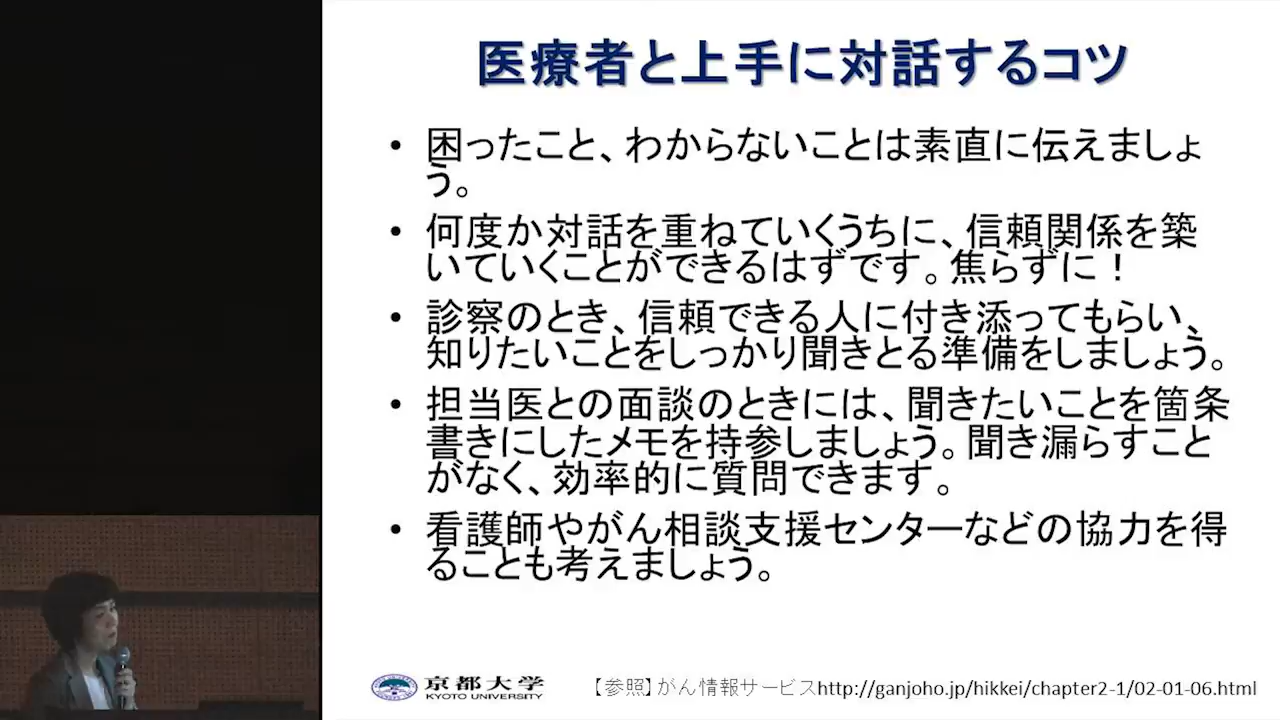 医療者と上手に対話するコツ
• 困ったこと、わからないことは素直に伝えましょ
う。
• 何度か対話を重ねていくうちに、信頼関係を築
いていくことができるはずです。焦らずに！
• 診察のとき、信頼できる人に付き添ってもらい、
知りたいことをしっかり聞きとる準備をしましょう。
• 担当医との面談のときには、聞きたいことを箇条
書きにしたメモを持参しましょう。聞き漏らすこと
がなく、効率的に質問できます。
• 看護師やがん相談支援センターなどの協力を得
ることも考えましょう。
京都大学
KYOTO UNIVERSITY
【参照】がん情報サービスhttp://ganjoho.jp/hikkei/chapter2-1/02-01-06.html